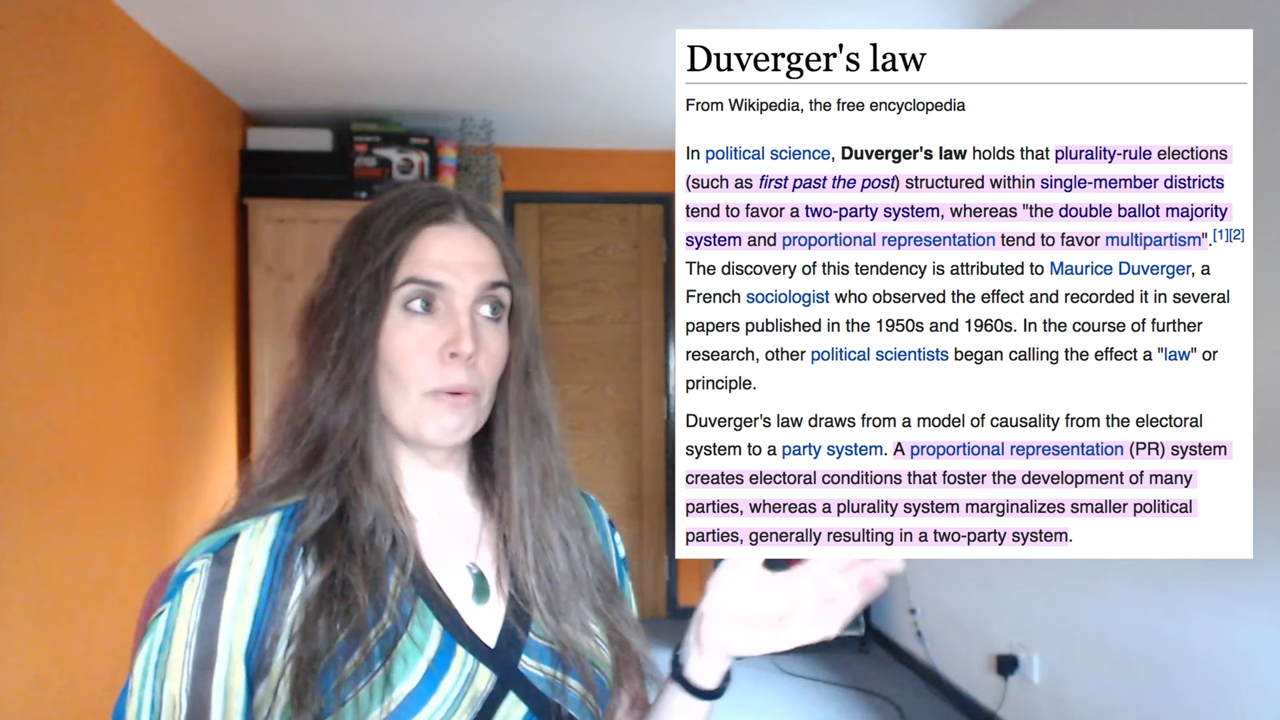 Duverger's law
From Wikipedia, the free encyclopedia
In political science, Duverger's law holds that plurality-rule elections
(such as first past the post) structured within single-member districts
tend to favor a two-party system, whereas "the double ballot majority
system and proportional representation tend to favor multipartism".[1][2]
The discovery of this tendency is attributed to Maurice Duverger, a
French sociologist who observed the effect and recorded it in several
papers published in the 1950s and 1960s. In the course of further
research, other political scientists began calling the effect a "law" or
principle.
Duverger's law draws from a model of causality from the electoral
system to a party system. A proportional representation (PR) system
creates electoral conditions that foster the development of many
parties, whereas a plurality system marginalizes smaller political
parties, generally resulting in a two-party system.